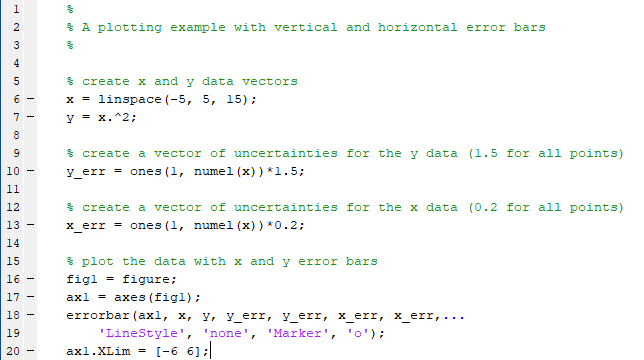 1 %
2 % A plotting example with vertical and horizontal error bars
3 %
4
5 % create x and y data vectors
6 – x = linspace(-5, 5, 15);
7 – y = x.^2;
8
9 % create a vector of uncertainties for the y data (1.5 for all points)
10 – y_err = ones(1, numel(x))*1.5;
11
12 % create a vector of uncertainties for the x data (0.2 for all points)
13 – x_err = ones(1, numel(x))*0.2;
14
15 % plot the data with x and y error bars
16 – fig1 = figure;
17 – ax1 = axes(fig1);
18 – errorbar(ax1, x, y, y_err, y_err, x_err, x_err,...
19 'LineStyle', 'none', 'Marker', 'o');
20 – ax1.XLim = [-6 6];